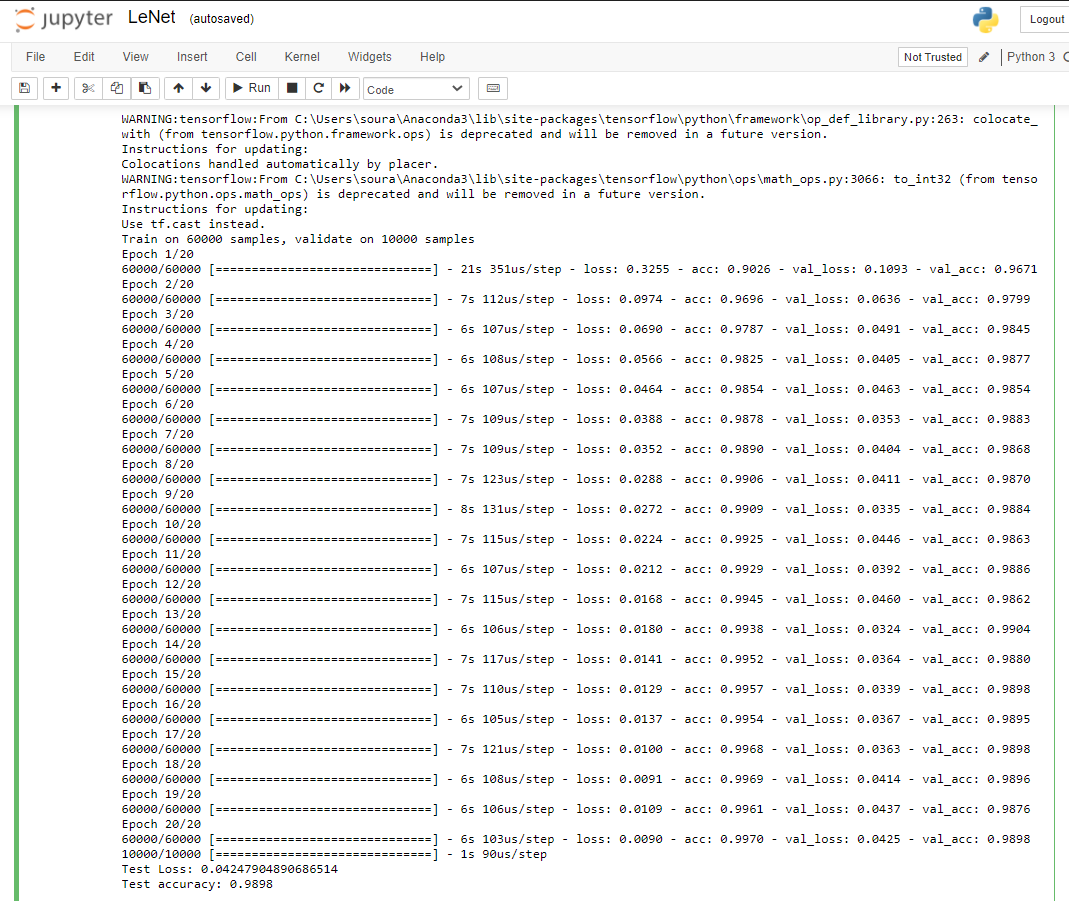 jupyter LeNet (autosaved)
Logout
File Edit View Insert Cell Kernel Widgets Help
Not Trusted
Python 3
Run
Code
WARNING:tensorflow:From C:\Users\soura\Anaconda3\lib\site-packages\tensorflow\python\framework\op_def_library.py:263: colocate_
with (from tensorflow.python.framework.ops) is deprecated and will be removed in a future version.
Instructions for updating:
Colocations handled automatically by placer.
WARNING:tensorflow:From C:\Users\soura\Anaconda3\lib\site-packages\tensorflow\python\ops\math_ops.py:3066: to_int32 (from tenso
rflow.python.ops.math_ops) is deprecated and will be removed in a future version.
Instructions for updating:
Use tf.cast instead.
Train on 60000 samples, validate on 10000 samples
Epoch 1/20
60000/60000 [==============================] - 21s 351us/step - loss: 0.3255 - acc: 0.9026 - val_loss: 0.1093 - val_acc: 0.9671
Epoch 2/20
60000/60000 [==============================] - 7s 112us/step - loss: 0.0974 - acc: 0.9696 - val_loss: 0.0636 - val_acc: 0.9799
Epoch 3/20
60000/60000 [==============================] - 6s 107us/step - loss: 0.0690 - acc: 0.9787 - val_loss: 0.0491 - val_acc: 0.9845
Epoch 4/20
60000/60000 [==============================] - 6s 108us/step - loss: 0.0566 - acc: 0.9825 - val_loss: 0.0405 - val_acc: 0.9877
Epoch 5/20
60000/60000 [==============================] - 6s 107us/step - loss: 0.0464 - acc: 0.9854 - val_loss: 0.0463 - val_acc: 0.9854
Epoch 6/20
60000/60000 [==============================] - 7s 109us/step - loss: 0.0388 - acc: 0.9878 - val_loss: 0.0353 - val_acc: 0.9883
Epoch 7/20
60000/60000 [==============================] - 7s 109us/step - loss: 0.0352 - acc: 0.9890 - val_loss: 0.0404 - val_acc: 0.9868
Epoch 8/20
60000/60000 [==============================] - 7s 123us/step - loss: 0.0288 - acc: 0.9906 - val_loss: 0.0411 - val_acc: 0.9870
Epoch 9/20
60000/60000 [==============================] - 8s 131us/step - loss: 0.0272 - acc: 0.9909 - val_loss: 0.0335 - val_acc: 0.9884
Epoch 10/20
60000/60000 [==============================] - 7s 115us/step - loss: 0.0224 - acc: 0.9925 - val_loss: 0.0446 - val_acc: 0.9863
Epoch 11/20
60000/60000 [==============================] - 6s 107us/step - loss: 0.0212 - acc: 0.9929 - val_loss: 0.0392 - val_acc: 0.9886
Epoch 12/20
60000/60000 [==============================] - 7s 115us/step - loss: 0.0168 - acc: 0.9945 - val_loss: 0.0460 - val_acc: 0.9862
Epoch 13/20
60000/60000 [==============================] - 6s 106us/step - loss: 0.0180 - acc: 0.9938 - val_loss: 0.0324 - val_acc: 0.9904
Epoch 14/20
60000/60000 [==============================] - 7s 117us/step - loss: 0.0141 - acc: 0.9952 - val_loss: 0.0364 - val_acc: 0.9880
Epoch 15/20
60000/60000 [==============================] - 7s 110us/step - loss: 0.0129 - acc: 0.9957 - val_loss: 0.0339 - val_acc: 0.9898
Epoch 16/20
60000/60000 [==============================] - 6s 105us/step - loss: 0.0137 - acc: 0.9954 - val_loss: 0.0367 - val_acc: 0.9895
Epoch 17/20
60000/60000 [==============================] - 7s 121us/step - loss: 0.0100 - acc: 0.9968 - val_loss: 0.0363 - val_acc: 0.9898
Epoch 18/20
60000/60000 [==============================] - 6s 108us/step - loss: 0.0091 - acc: 0.9969 - val_loss: 0.0414 - val_acc: 0.9896
Epoch 19/20
60000/60000 [==============================] - 6s 106us/step - loss: 0.0109 - acc: 0.9961 - val_loss: 0.0437 - val_acc: 0.9876
Epoch 20/20
60000/60000 [==============================] - 6s 103us/step - loss: 0.0090 - acc: 0.9970 - val_loss: 0.0425 - val_acc: 0.9898
10000/10000 [==============================] - 1s 90us/step
Test Loss: 0.04247904890686514
Test accuracy: 0.9898